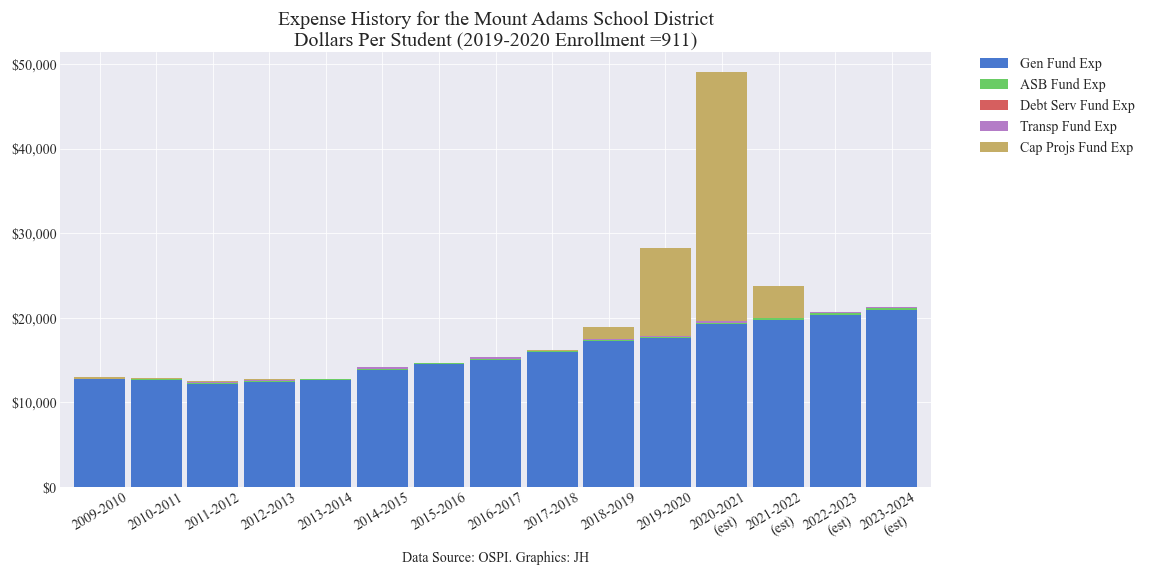 Expense History for the Mount Adams School District
Dollars Per Student (2019-2020 Enrollment =911)
$50,000
$40,000
$30,000
$20,000
$10,000
$0
Gen Fund Exp
ASB Fund Exp
Debt Serv Fund Exp
Transp Fund Exp
Cap Projs Fund Exp
2009-2010
2010-2011
2011-2012
2012-2013
2013-2014
2014-2015
2015-2016
2016-2017
2017-2018
2018-2019
2019-2020
2020-2021
(est)
2021-2022
(est)
2022-2023
(est)
2023-2024
(est)
Data Source: OSPI. Graphics: JH